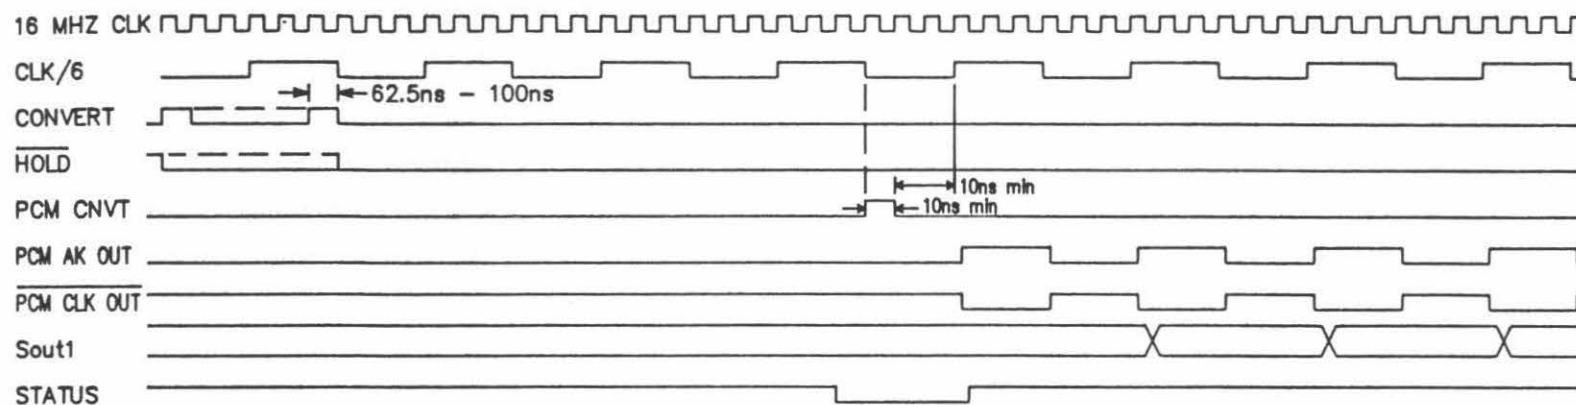 16 MHZ CLK
CLK/6
62.5ns - 100ns
CONVERT
HOLD
10ns min
PCM CNVT
10ns min
PCM AK OUT
PCM CLK OUT
Sout1
STATUS